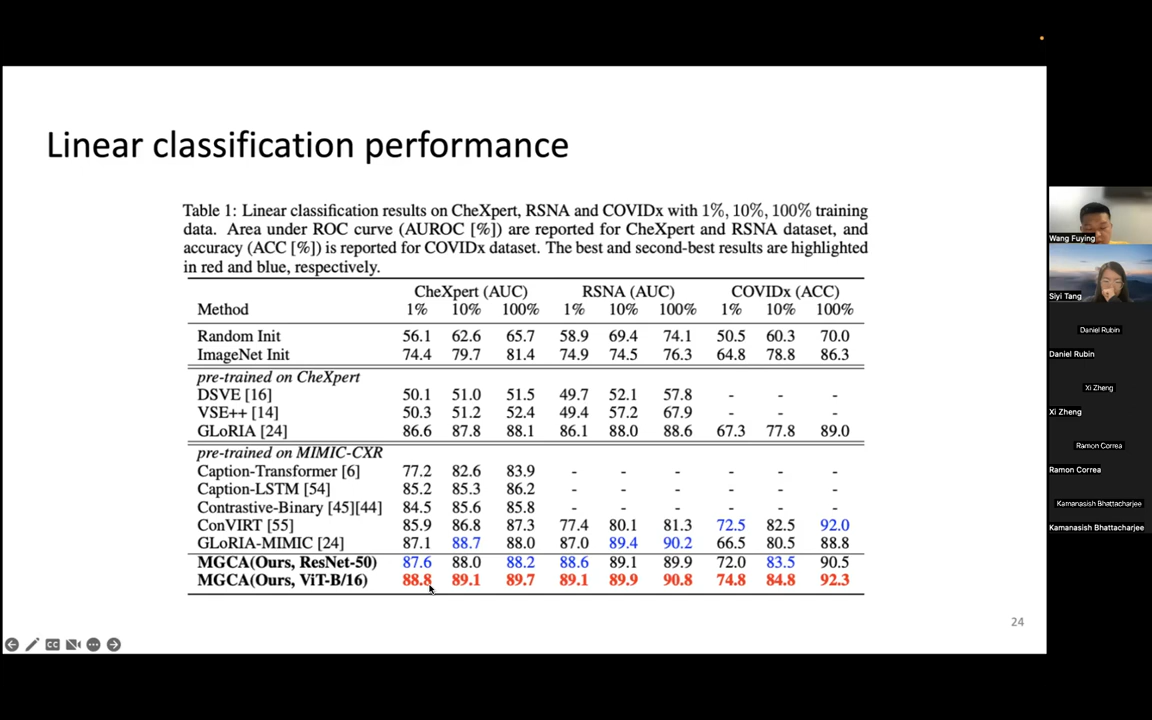 Linear classification performance
Table 1: Linear classification results on CheXpert, RSNA and COVIDx with 1%, 10%, 100% training
data. Area under ROC curve (AUROC [%]) are reported for CheXpert and RSNA dataset, and
accuracy (ACC [%]) is reported for COVIDx dataset. The best and second-best results are highlighted
in red and blue, respectively.
CheXpert (AUC) RSNA (AUC) COVIDx (ACC)
Method 1% 10% 100% 1% 10% 100% 1% 10% 100%
Random Init 56.1 62.6 65.7 58.9 69.4 74.1 50.5 60.3 70.0
ImageNet Init 74.4 79.7 81.4 74.9 74.5 76.3 64.8 78.8 86.3
pre-trained on CheXpert
DSVE [16] 50.1 51.0 51.5 49.7 52.1 57.8 - - -
VSE++ [14] 50.3 51.2 52.4 49.4 57.2 67.9 - - -
GLoRIA [24] 86.6 87.8 88.1 86.1 88.0 88.6 67.3 77.8 89.0
pre-trained on MIMIC-CXR
Caption-Transformer [6] 77.2 82.6 83.9 - - - - - -
Caption-LSTM [54] 85.2 85.3 86.2 - - - - - -
Contrastive-Binary [45][44] 84.5 85.6 85.8 - - - - - -
ConVIRT [55] 85.9 86.8 87.3 77.4 80.1 81.3 72.5 82.5 92.0
GLoRIA-MIMIC [24] 87.1 88.7 88.0 87.0 89.4 90.2 66.5 80.5 88.8
MGCA(Ours, ResNet-50) 87.6 88.0 88.2 88.6 89.1 89.9 72.0 83.5 90.5
MGCA(Ours, ViT-B/16) 88.8 89.1 89.7 89.1 89.9 90.8 74.8 84.8 92.3
24
CC
Wang Fuying
Siyi Tang
Daniel Rubin
Daniel Rubin
Xi Zheng
Xi Zheng
Ramon Correa
Ramon Correa
Kamanasish Bhattacharjee
Kamanasish Bhattacharjee